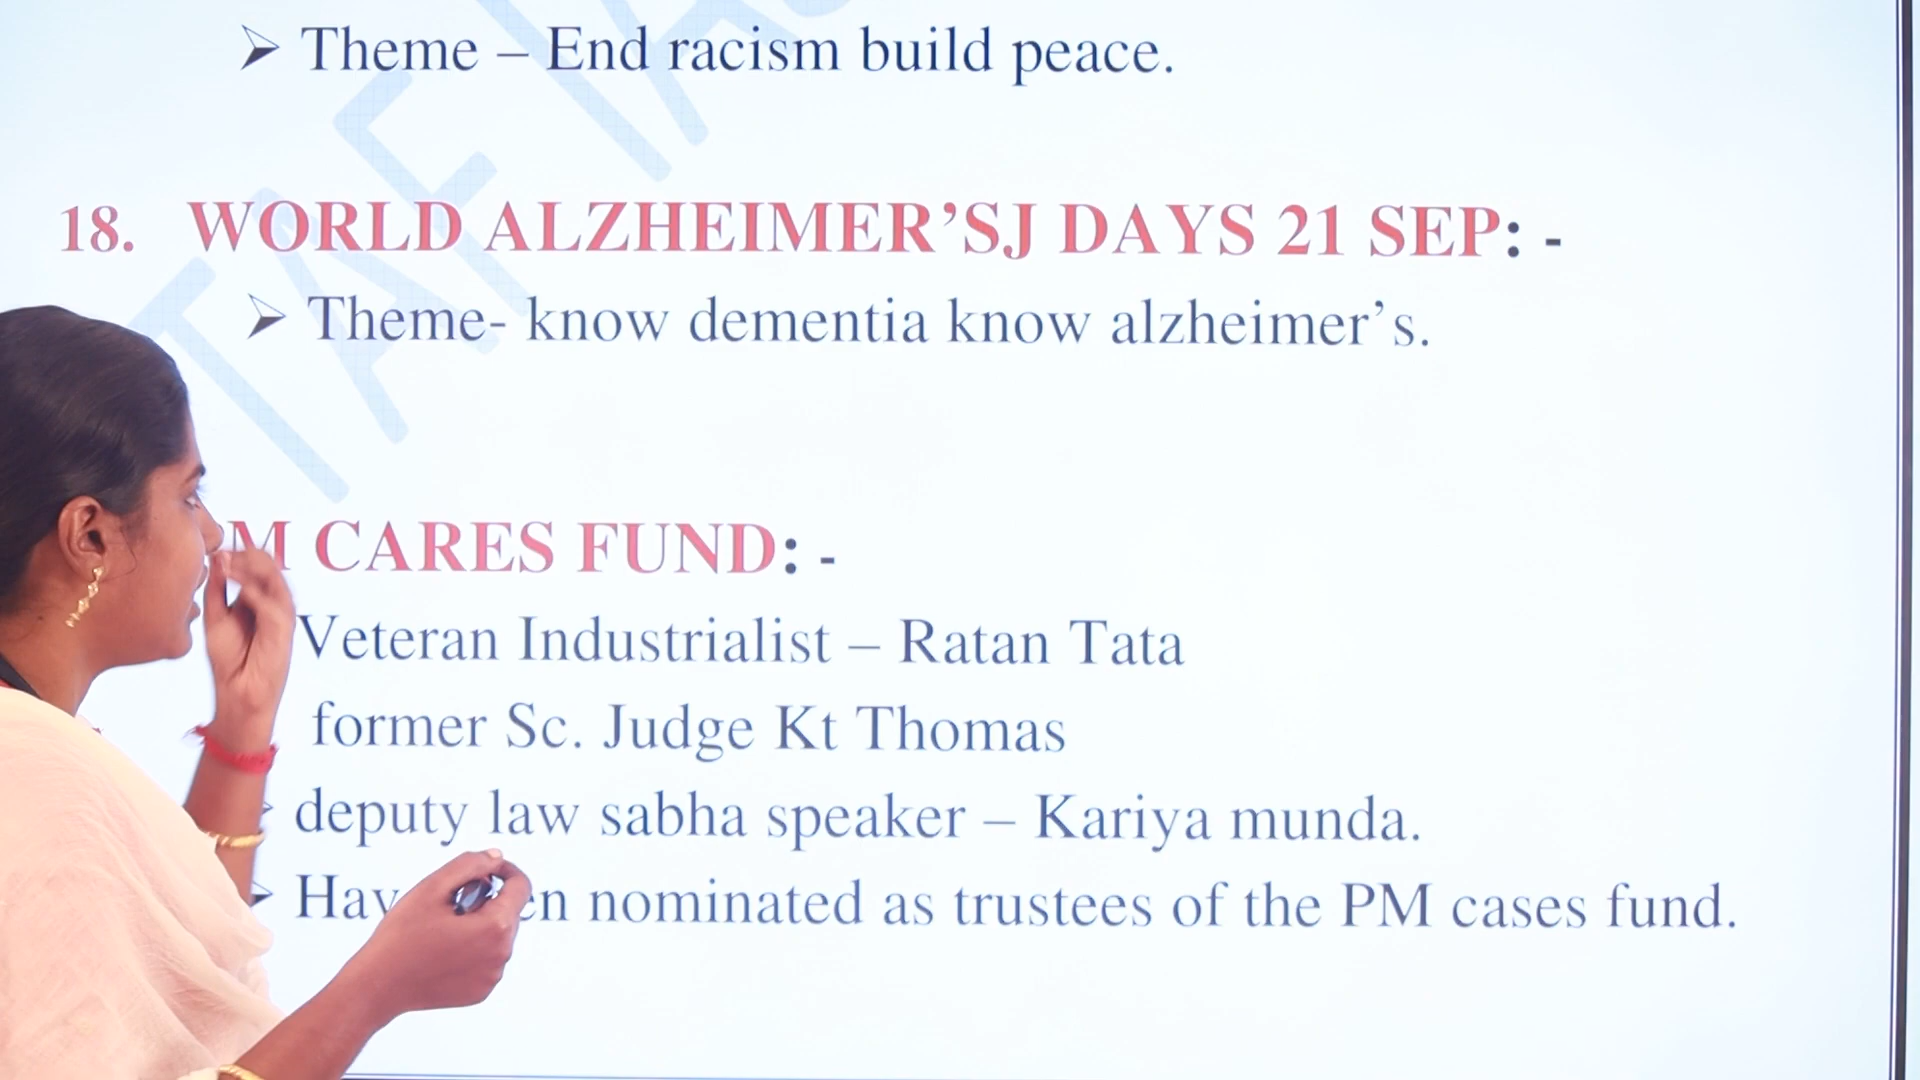 Theme – End racism build peace.
18. WORLD ALZHEIMER’SJ DAYS 21 SEP: -
Theme- know dementia know alzheimer’s.
M CARES FUND: -
Veteran Industrialist – Ratan Tata
former Sc. Judge Kt Thomas
deputy law sabha speaker – Kariya munda.
nominated as trustees of the PM cases fund.